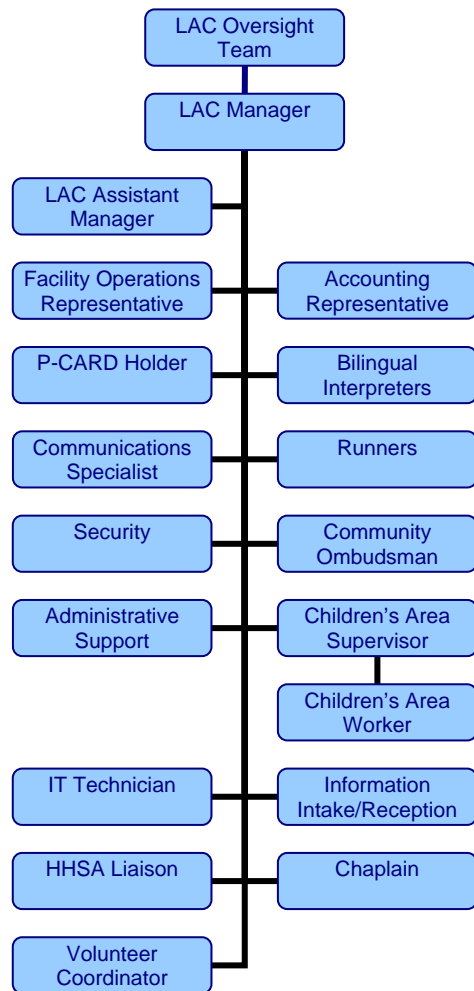 LAC Oversight
Team
LAC Manager
LAC Assistant
Manager
Facility Operations
Representative
Accounting
Representative
P-CARD Holder
Bilingual
Interpreters
Communications
Specialist
Runners
Security
Community
Ombudsman
Administrative
Support
Children’s Area
Supervisor
Children’s Area
Worker
IT Technician
Information
Intake/Reception
HHSA Liaison
Chaplain
Volunteer
Coordinator